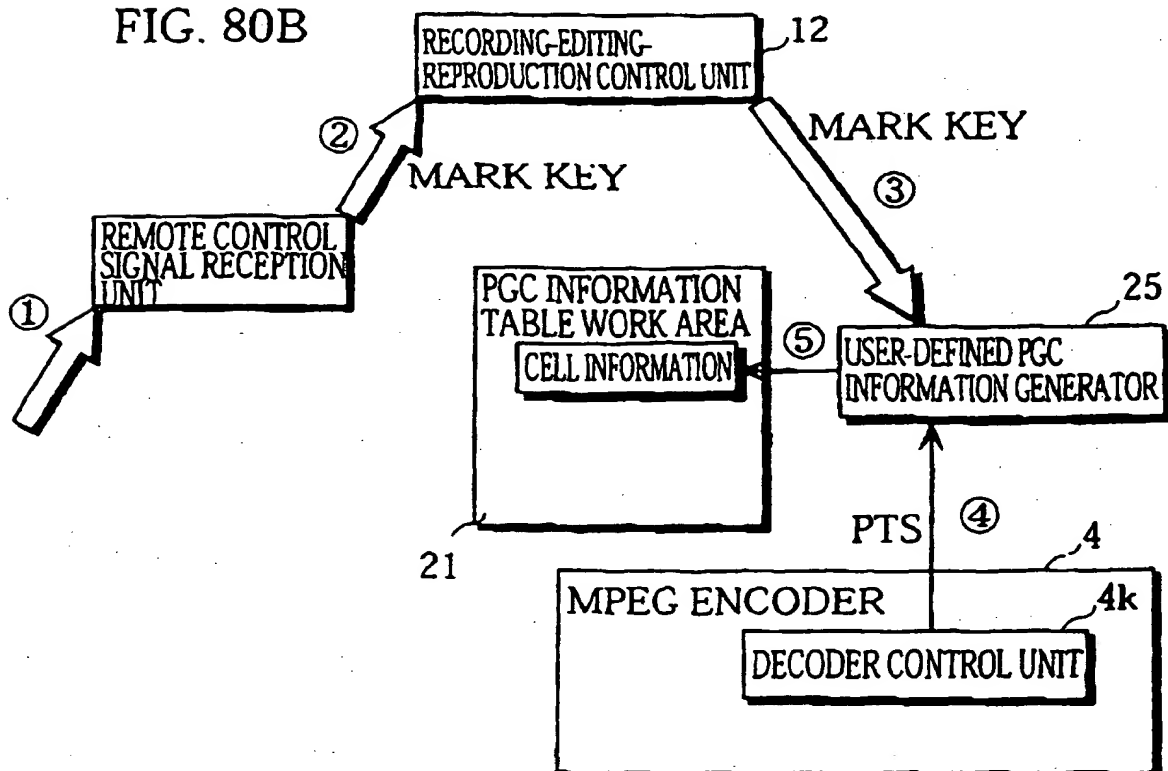 FIG. 80B
RECORDING-EDITING-
REPRODUCTION CONTROL UNIT
12
②
MARK KEY
MARK KEY
③
REMOTE CONTROL
SIGNAL RECEPTION
UNIT
①
PGC INFORMATION
TABLE WORK AREA
CELL INFORMATION
⑤
25
USER-DEFINED PGC
INFORMATION GENERATOR
21
PTS
④
4
MPEG ENCODER
4k
DECODER CONTROL UNIT